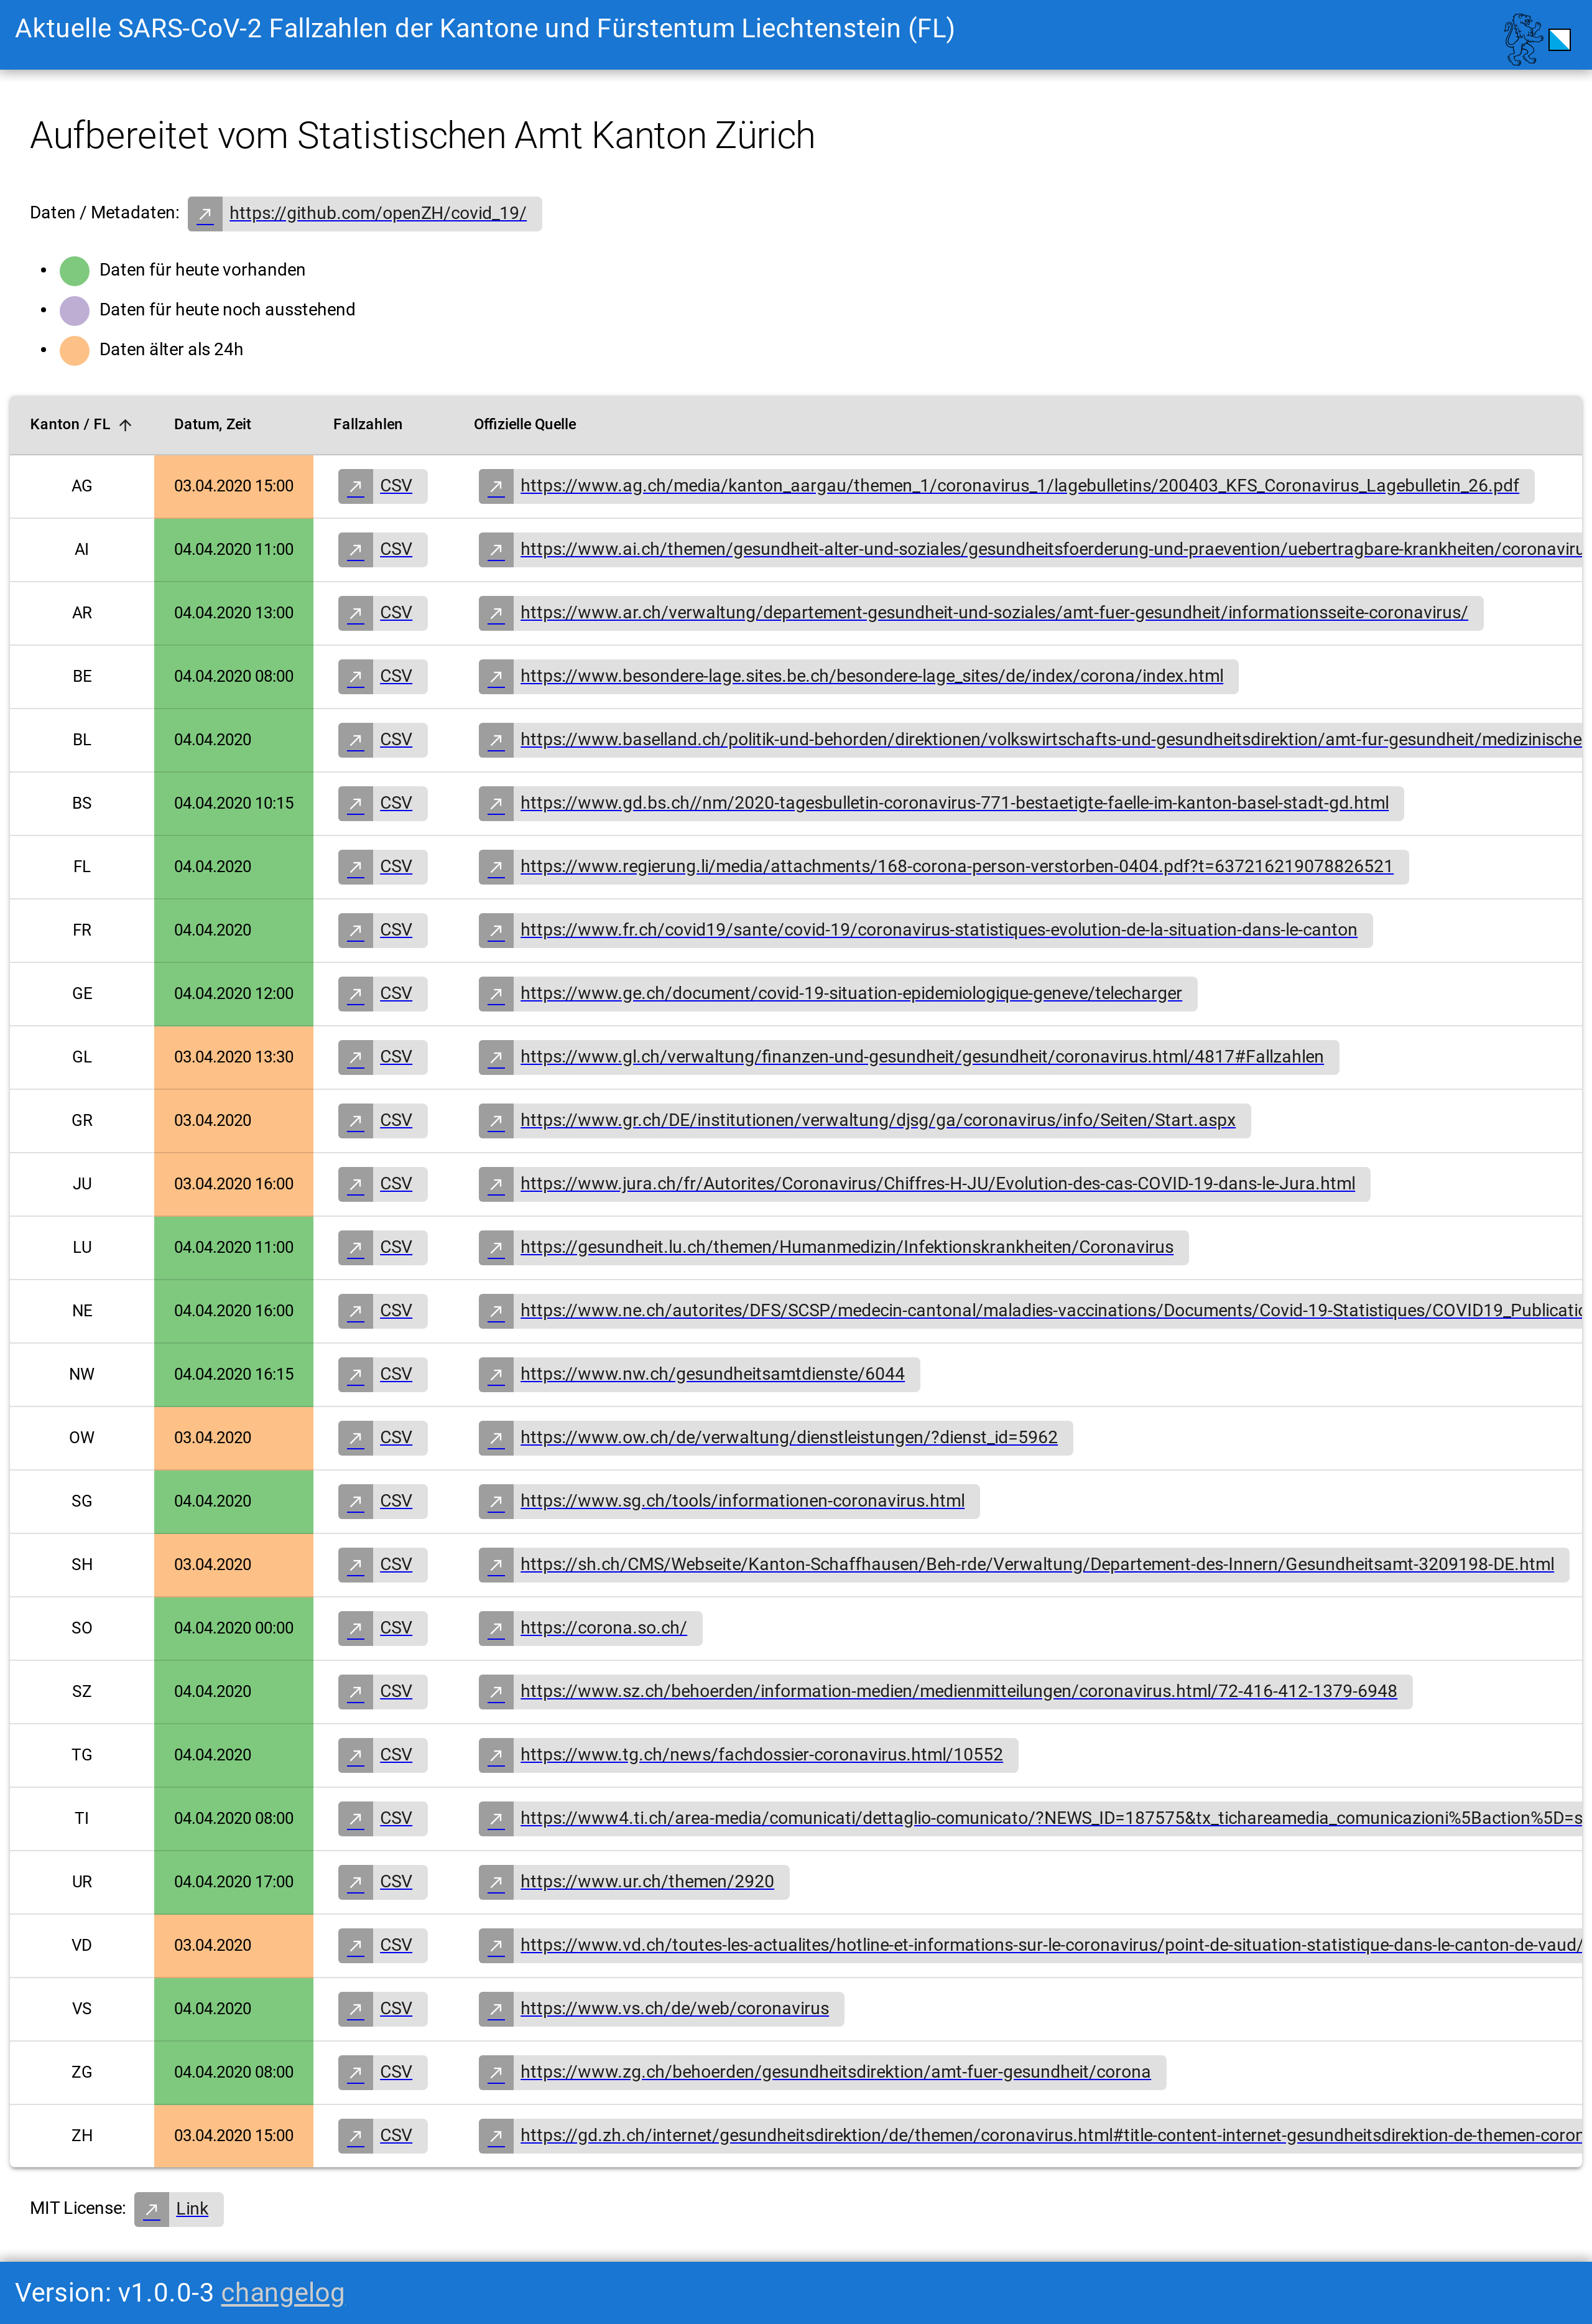 Aktuelle SARS-CoV-2 Fallzahlen der Kantone und Fürstentum Liechtenstein (FL)
Aufbereitet vom Statistischen Amt Kanton Zürich
Daten / Metadaten: https://github.com/openZH/covid_19/
Daten für heute vorhanden
Daten für heute noch ausstehend
Daten älter als 24h
Kanton / FL Datum, Zeit Fallzahlen Offizielle Quelle
AG 03.04.2020 15:00 CSV https://www.ag.ch/media/kanton_aargau/themen_1/coronavirus_1/lagebulletins/200403_KFS_Coronavirus_Lagebulletin_26.pdf
AI 04.04.2020 11:00 CSV https://www.ai.ch/themen/gesundheit-alter-und-soziales/gesundheitsfoerderung-und-praevention/uebertragbare-krankheiten/coronaviru
AR 04.04.2020 13:00 CSV https://www.ar.ch/verwaltung/departement-gesundheit-und-soziales/amt-fuer-gesundheit/informationsseite-coronavirus/
BE 04.04.2020 08:00 CSV https://www.besondere-lage.sites.be.ch/besondere-lage_sites/de/index/corona/index.html
BL 04.04.2020 CSV https://www.baselland.ch/politik-und-behorden/direktionen/volkswirtschafts-und-gesundheitsdirektion/amt-fur-gesundheit/medizinische
BS 04.04.2020 10:15 CSV https://www.gd.bs.ch//nm/2020-tagesbulletin-coronavirus-771-bestaetigte-faelle-im-kanton-basel-stadt-gd.html
FL 04.04.2020 CSV https://www.regierung.li/media/attachments/168-corona-person-verstorben-0404.pdf?t=637216219078826521
FR 04.04.2020 CSV https://www.fr.ch/covid19/sante/covid-19/coronavirus-statistiques-evolution-de-la-situation-dans-le-canton
GE 04.04.2020 12:00 CSV https://www.ge.ch/document/covid-19-situation-epidemiologique-geneve/telecharger
GL 03.04.2020 13:30 CSV https://www.gl.ch/verwaltung/finanzen-und-gesundheit/gesundheit/coronavirus.html/4817#Fallzahlen
GR 03.04.2020 CSV https://www.gr.ch/DE/institutionen/verwaltung/djsg/ga/coronavirus/info/Seiten/Start.aspx
JU 03.04.2020 16:00 CSV https://www.jura.ch/fr/Autorites/Coronavirus/Chiffres-H-JU/Evolution-des-cas-COVID-19-dans-le-Jura.html
LU 04.04.2020 11:00 CSV https://gesundheit.lu.ch/themen/Humanmedizin/Infektionskrankheiten/Coronavirus
NE 04.04.2020 16:00 CSV https://www.ne.ch/autorites/DFS/SCSP/medecin-cantonal/maladies-vaccinations/Documents/Covid-19-Statistiques/COVID19_Publicatio
NW 04.04.2020 16:15 CSV https://www.nw.ch/gesundheitsamtdienste/6044
OW 03.04.2020 CSV https://www.ow.ch/de/verwaltung/dienstleistungen/?dienst_id=5962
SG 04.04.2020 CSV https://www.sg.ch/tools/informationen-coronavirus.html
SH 03.04.2020 CSV https://sh.ch/CMS/Webseite/Kanton-Schaffhausen/Beh-rde/Verwaltung/Departement-des-Innern/Gesundheitsamt-3209198-DE.html
SO 04.04.2020 00:00 CSV https://corona.so.ch/
SZ 04.04.2020 CSV https://www.sz.ch/behoerden/information-medien/medienmitteilungen/coronavirus.html/72-416-412-1379-6948
TG 04.04.2020 CSV https://www.tg.ch/news/fachdossier-coronavirus.html/10552
TI 04.04.2020 08:00 CSV https://www4.ti.ch/area-media/comunicati/dettaglio-comunicato/?NEWS_ID=187575&tx_tichareamedia_comunicazioni%5Baction%5D=s
UR 04.04.2020 17:00 CSV https://www.ur.ch/themen/2920
VD 03.04.2020 CSV https://www.vd.ch/toutes-les-actualites/hotline-et-informations-sur-le-coronavirus/point-de-situation-statistique-dans-le-canton-de-vaud/
VS 04.04.2020 CSV https://www.vs.ch/de/web/coronavirus
ZG 04.04.2020 08:00 CSV https://www.zg.ch/behoerden/gesundheitsdirektion/amt-fuer-gesundheit/corona
ZH 03.04.2020 15:00 CSV https://gd.zh.ch/internet/gesundheitsdirektion/de/themen/coronavirus.html#title-content-internet-gesundheitsdirektion-de-themen-coron
MIT License: Link
Version: v1.0.0-3 changelog